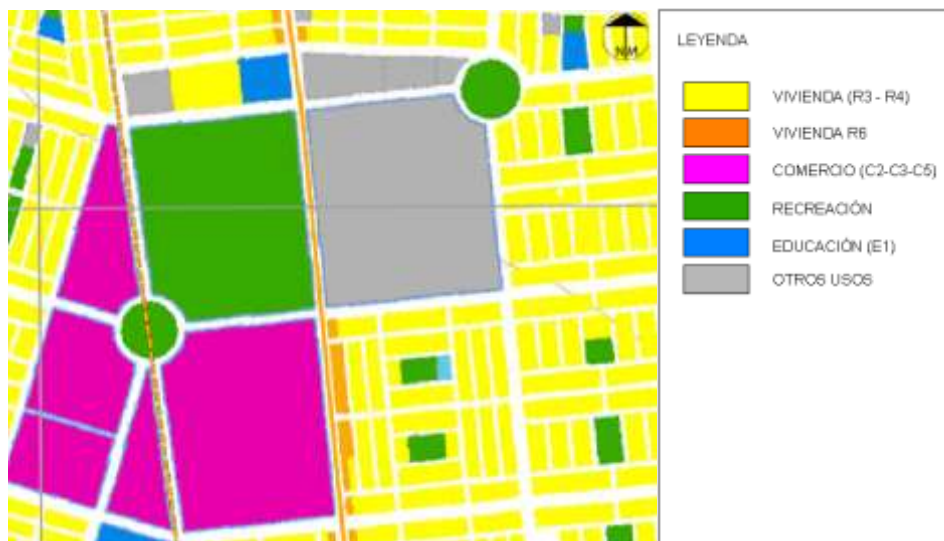 NM
LEYENDA
VIVIENDA (R3 - R4)
VIVIENDA R6
COMERCIO (C2-C3-C5)
RECREACIÓN
EDUCACIÓN (E1)
OTROS USOS